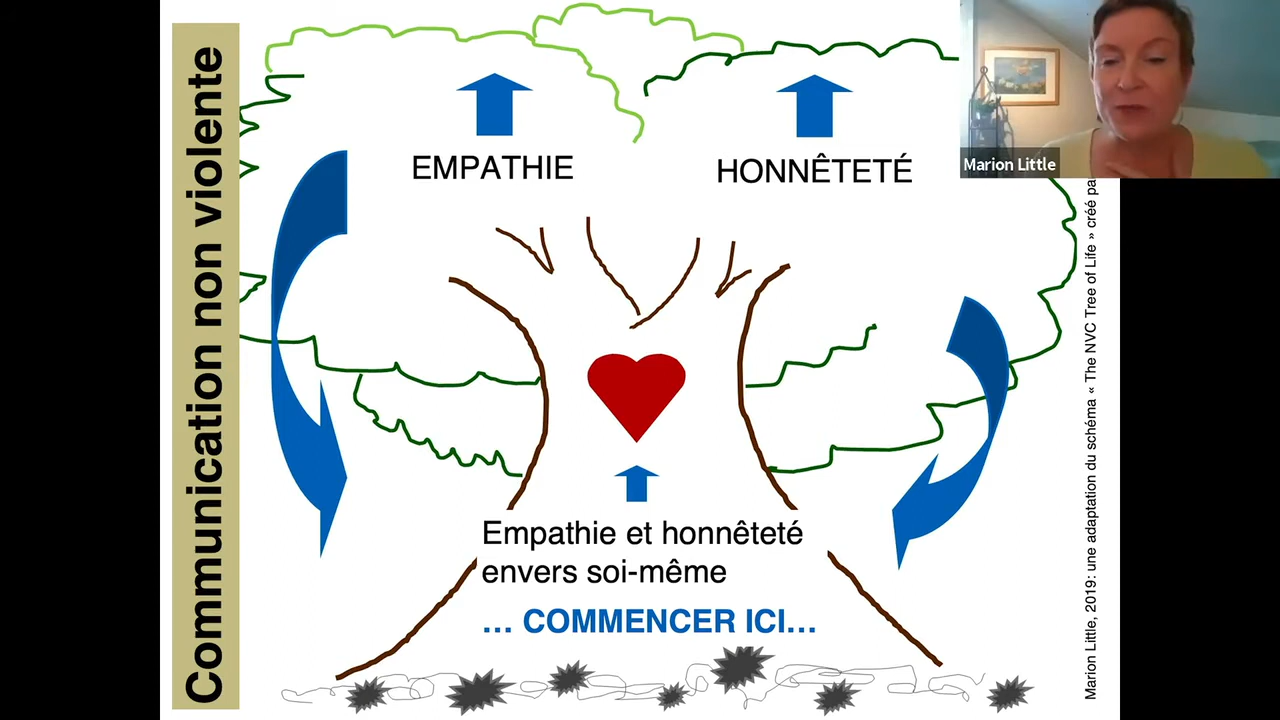 Communication non violente
EMPATHIE
HONNÊTETÉ
Marion Little
Empathie et honnêteté
envers soi-même
... COMMENCER ICI...
Marion Little, 2019: une adaptation du schéma « The NVC Tree of Life » créé pa